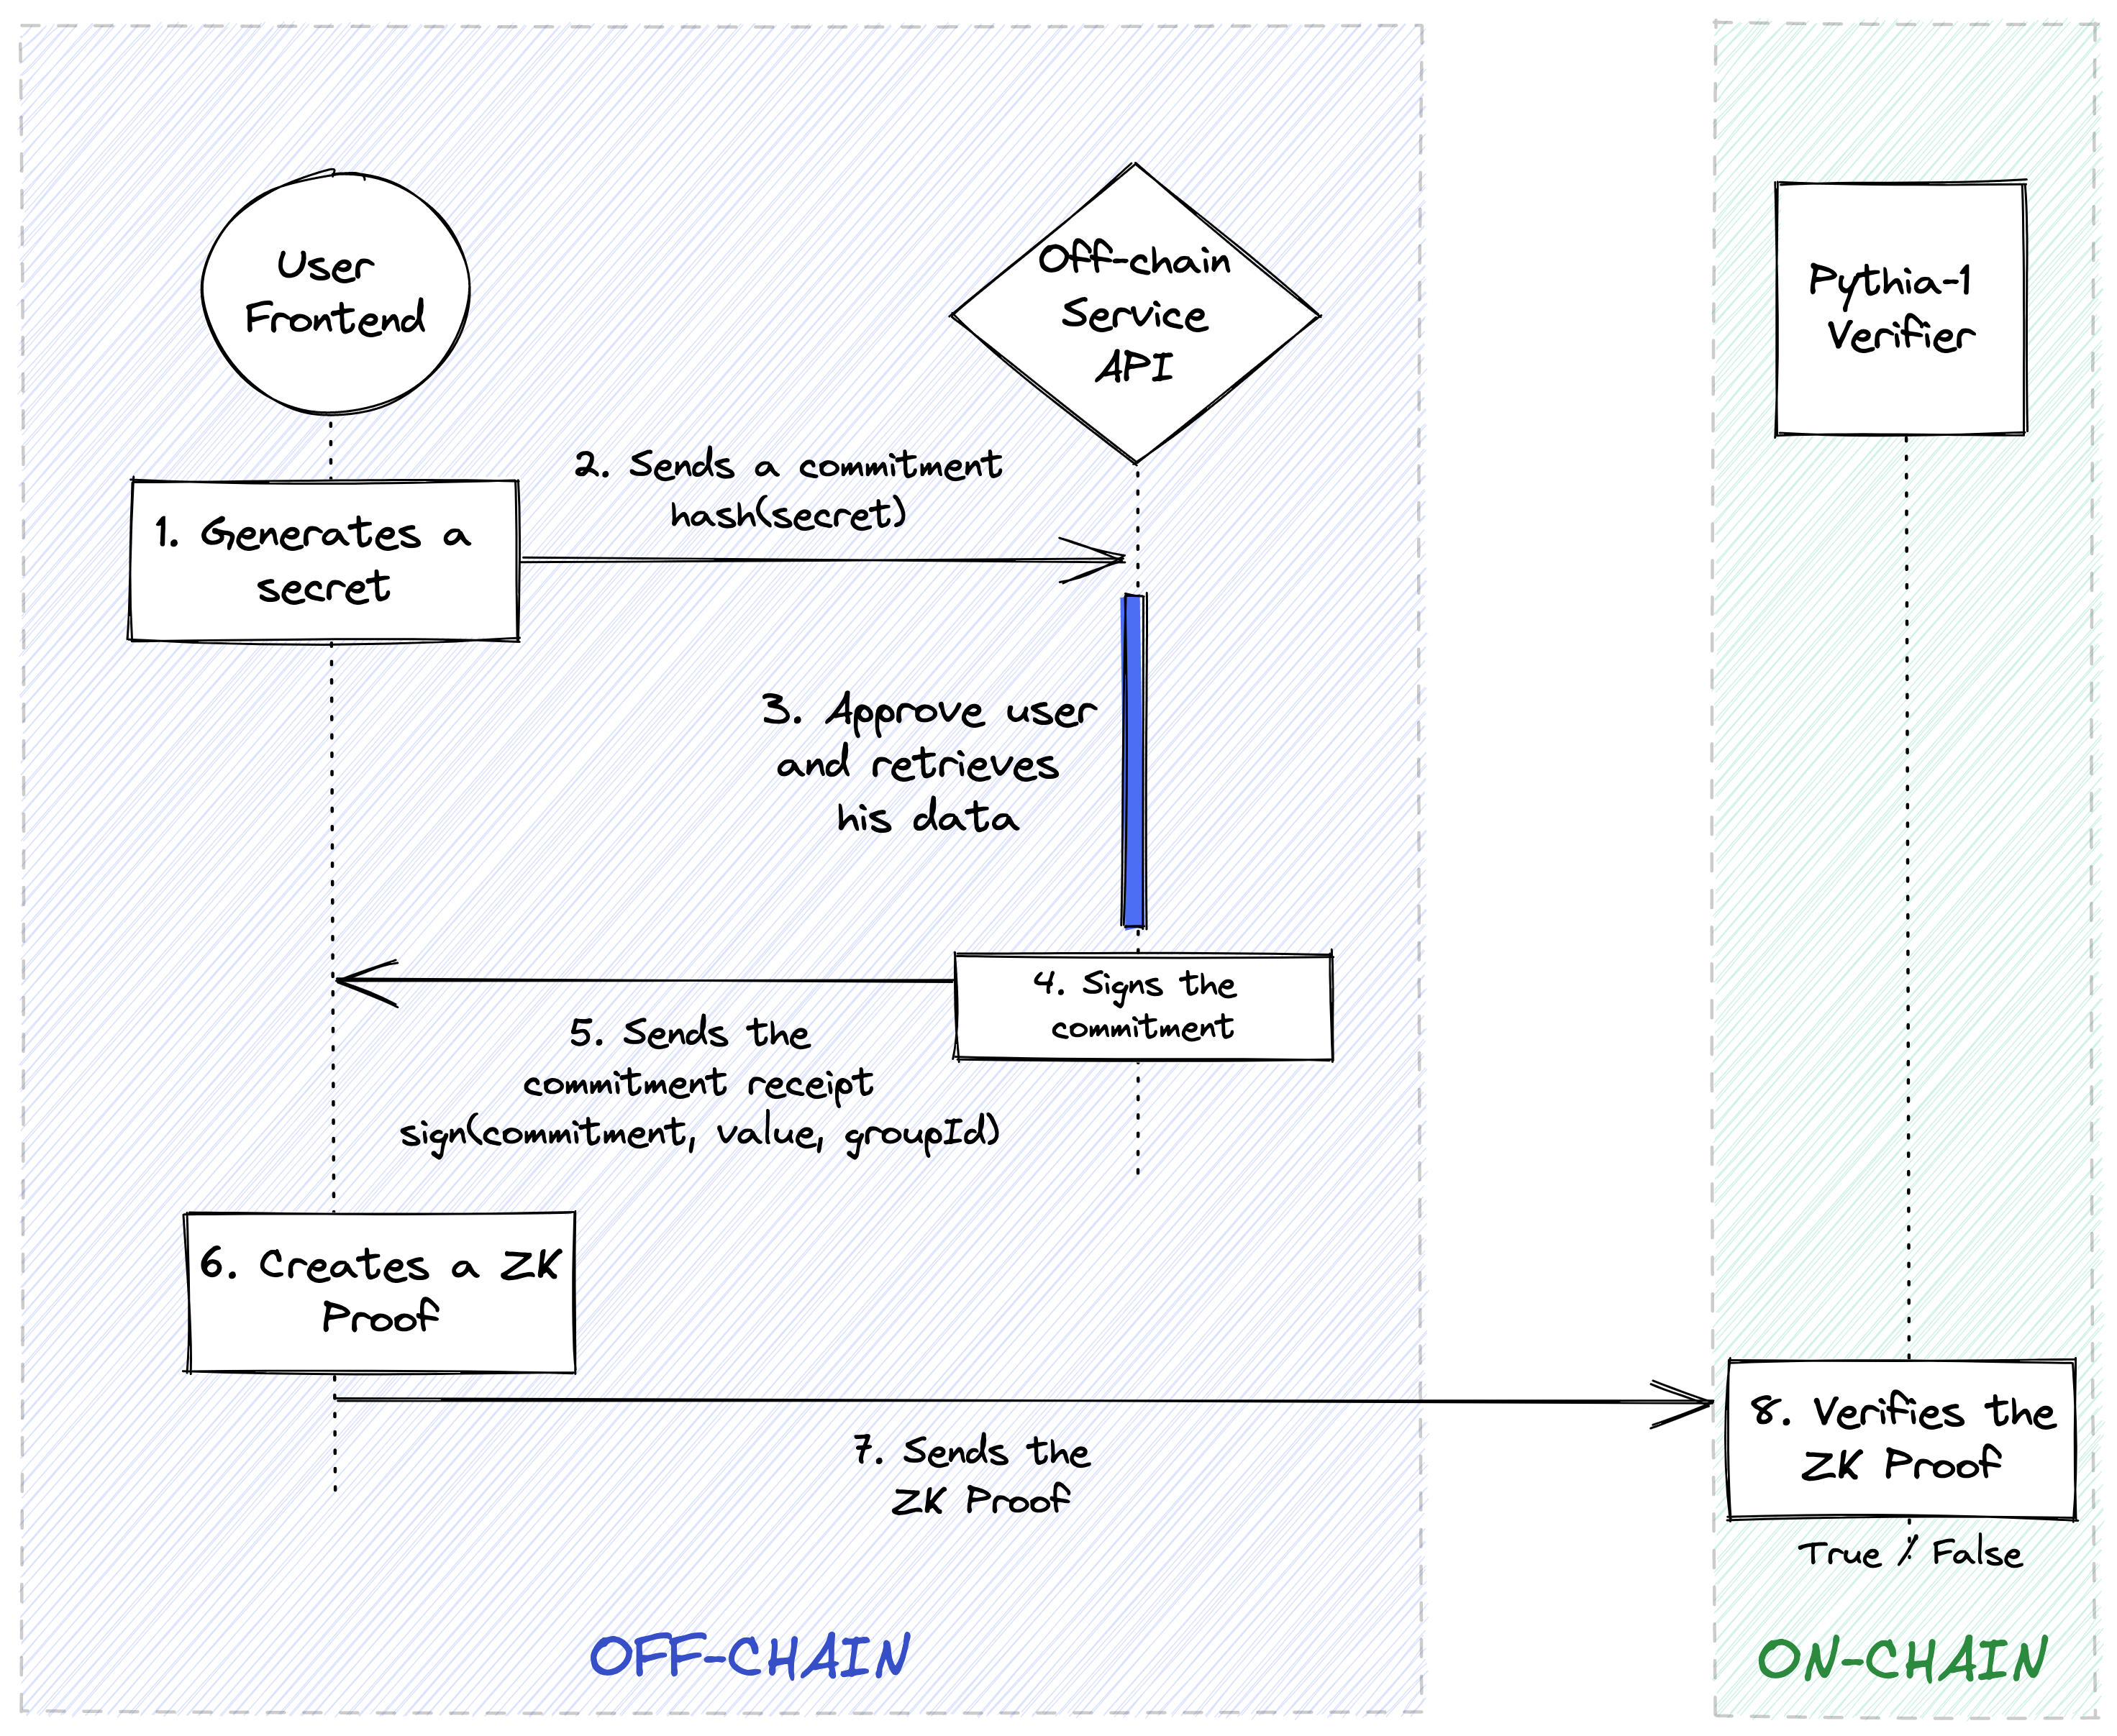 User
Frontend
Off-chain
Service
API
Pythia-1
Verifier
1. Generates a
secret
2. Sends a commitment
hash(secret)
3. Approve user
and retrieves
his data
4. Signs the
commitment
5. Sends the
commitment receipt
sign(commitment, value, groupId)
6. Creates a ZK
Proof
7. Sends the
ZK Proof
8. Verifies the
ZK Proof
True / False
OFF-CHAIN
ON-CHAIN